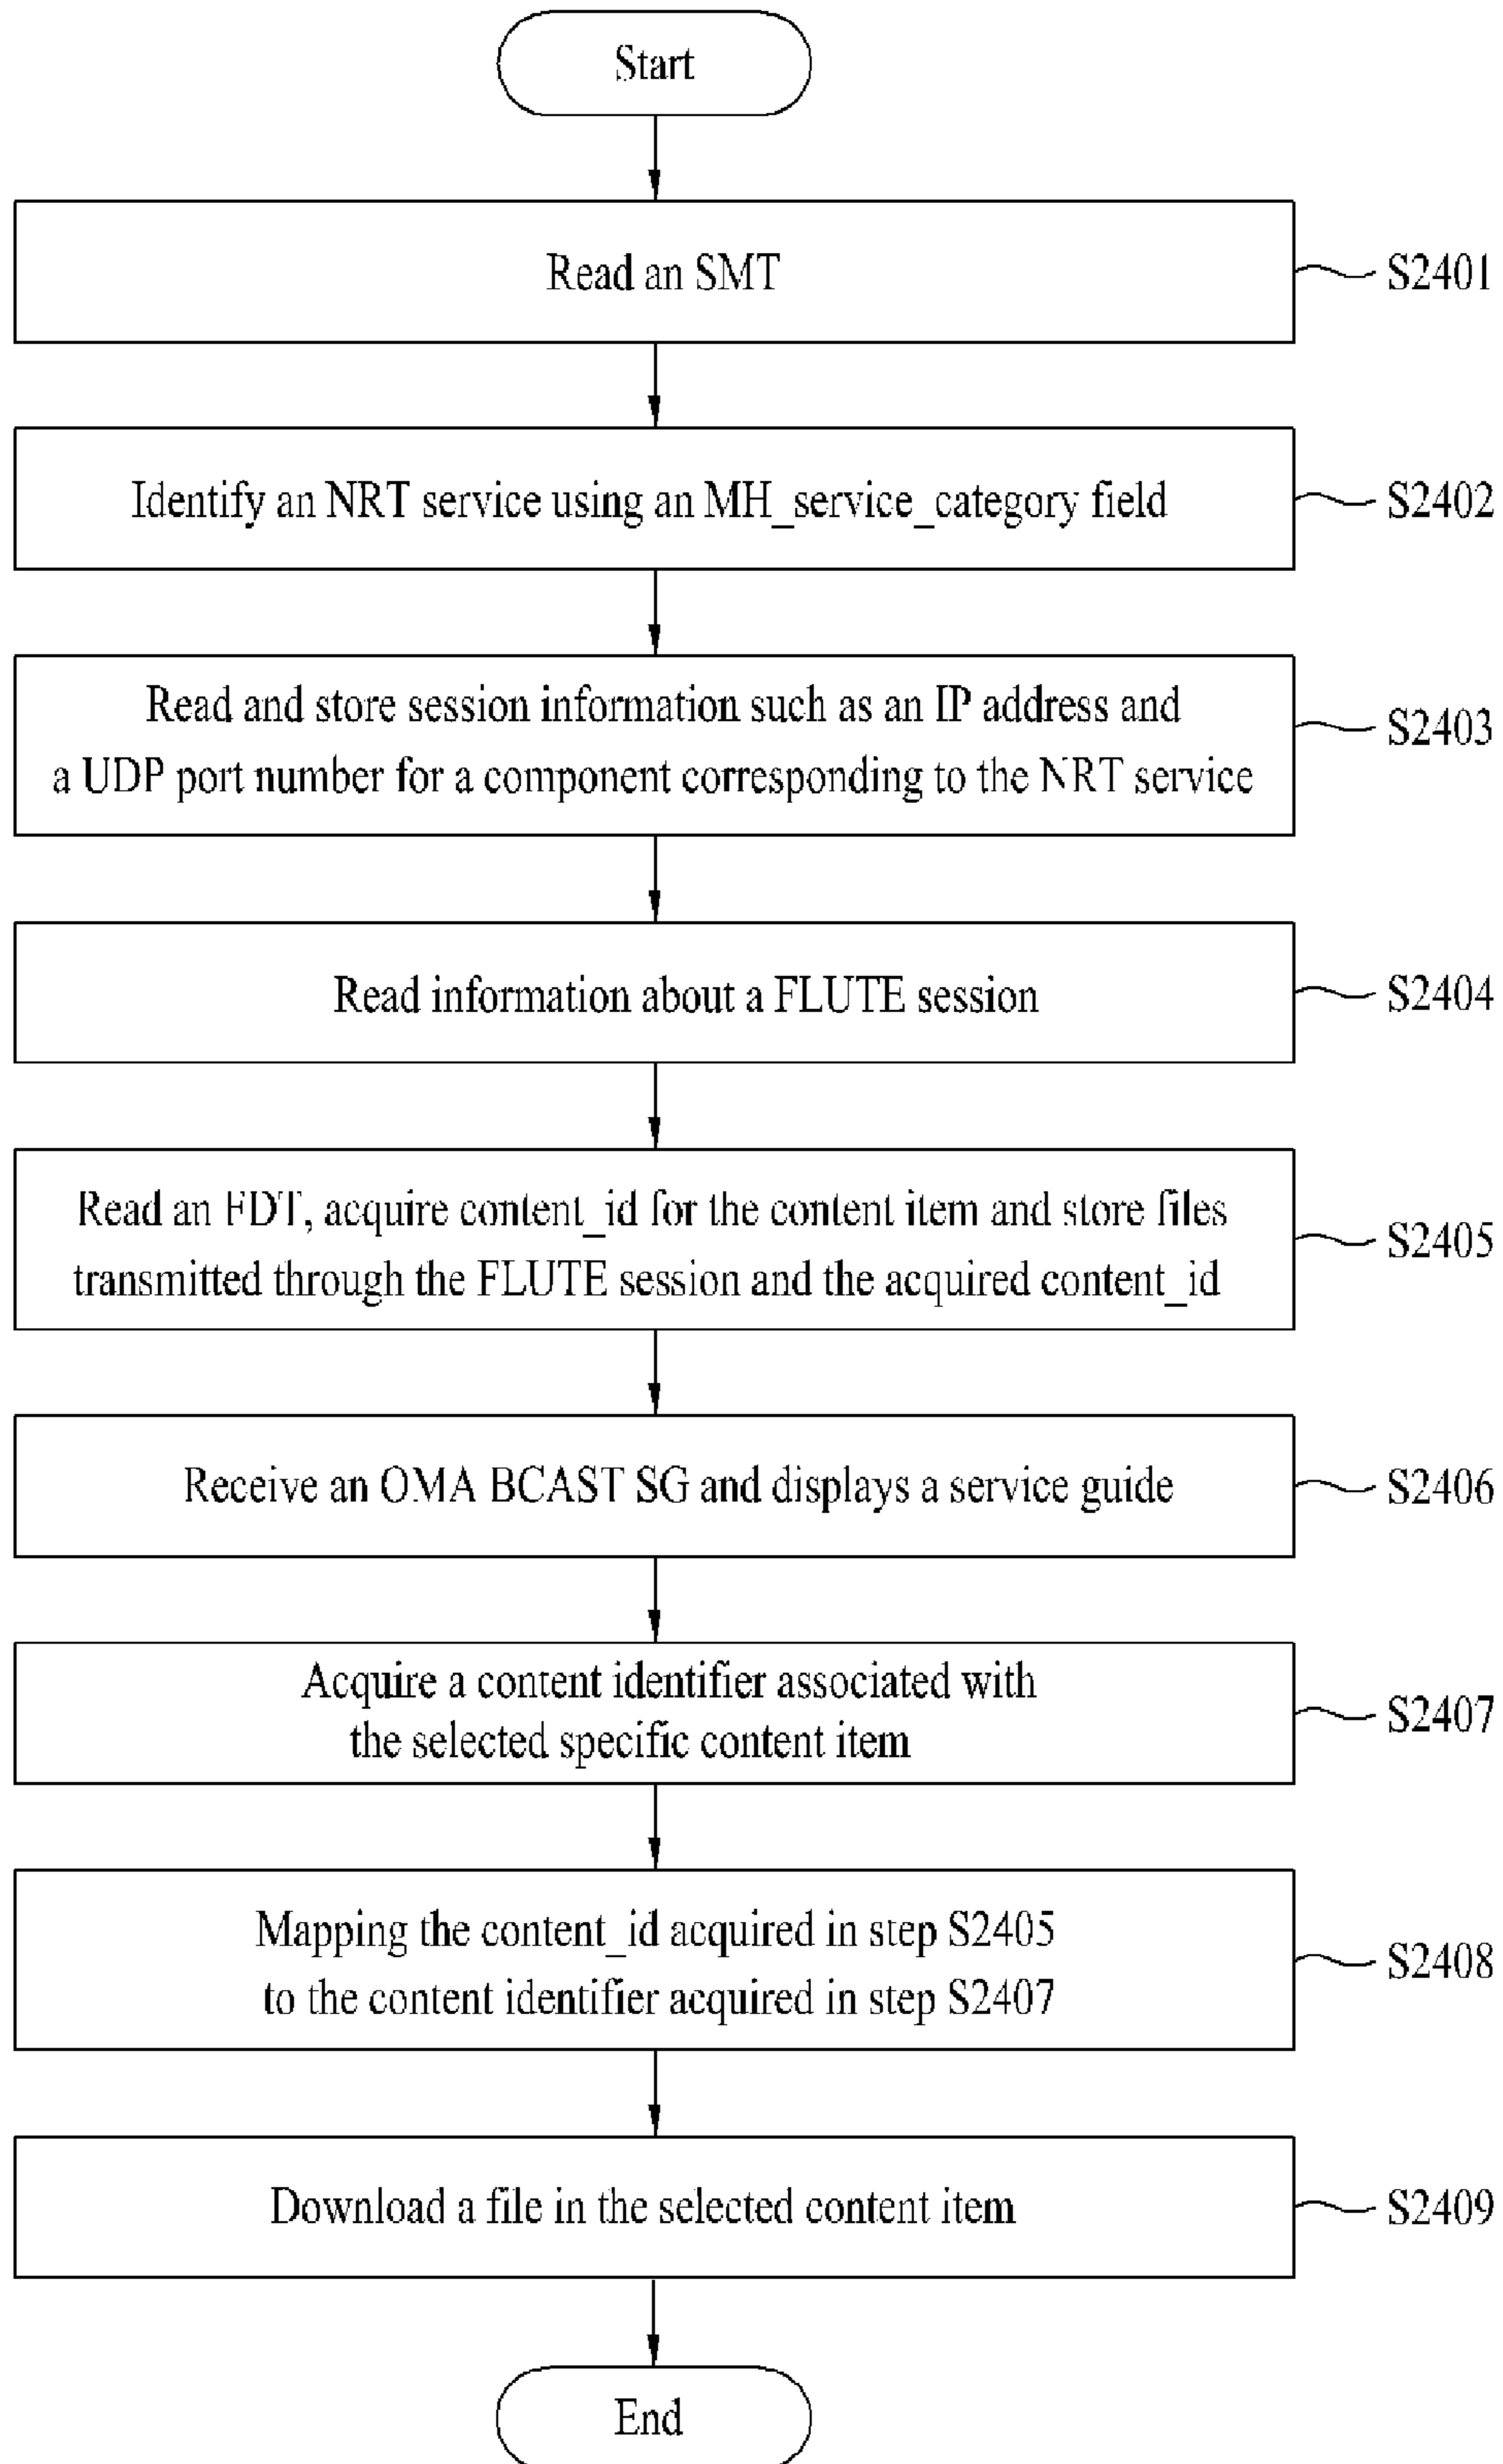 Start
Read an SMT
S2401
Identify an NRT service using an MH_service_category field
S2402
Read and store session information such as an IP address and
a UDP port number for a component corresponding to the NRT service
S2403
Read information about a FLUTE session
S2404
Read an FDT, acquire content_id for the content item and store files
transmitted through the FLUTE session and the acquired content_id
S2405
Receive an OMA BCAST SG and displays a service guide
S2406
Acquire a content identifier associated with
the selected specific content item
S2407
Mapping the content_id acquired in step S2405
to the content identifier acquired in step S2407
S2408
Download a file in the selected content item
S2409
End